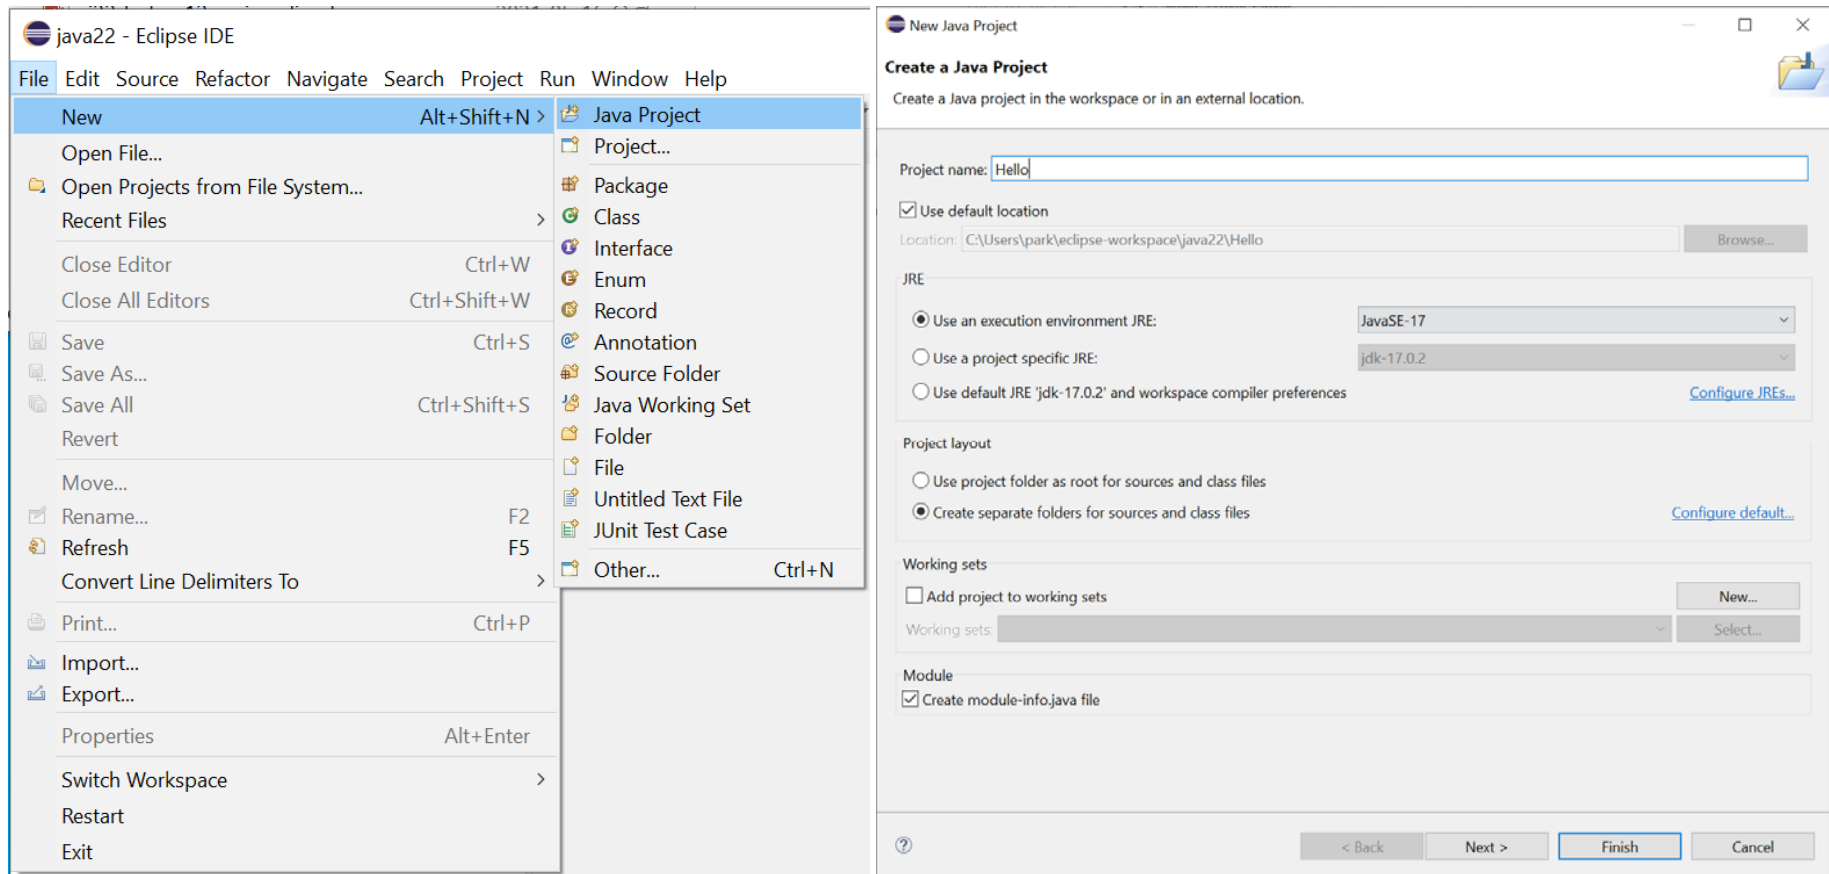 java22 - Eclipse IDE
File Edit Source Refactor Navigate Search Project Run Window Help
New Alt+Shift+N >
Open File...
Open Projects from File System...
Recent Files >
Close Editor Ctrl+W
Close All Editors Ctrl+Shift+W
Save Ctrl+S
Save As...
Save All Ctrl+Shift+S
Revert
Move...
Rename... F2
Refresh F5
Convert Line Delimiters To >
Print... Ctrl+P
Import...
Export...
Properties Alt+Enter
Switch Workspace >
Restart
Exit
Java Project
Project...
Package
Class
Interface
Enum
Record
Annotation
Source Folder
Java Working Set
Folder
File
Untitled Text File
JUnit Test Case
Other... Ctrl+N
New Java Project
Create a Java Project
Create a Java project in the workspace or in an external location.
Project name: Hello
Use default location
Location: C:\Users\park\eclipse-workspace\java22\Hello Browse...
JRE
Use an execution environment JRE: JavaSE-17
Use a project specific JRE: jdk-17.0.2
Use default JRE 'jdk-17.0.2' and workspace compiler preferences Configure JREs...
Project layout
Use project folder as root for sources and class files
Create separate folders for sources and class files Configure default...
Working sets
Add project to working sets New...
Working sets: Select...
Module
Create module-info.java file
? < Back Next > Finish Cancel